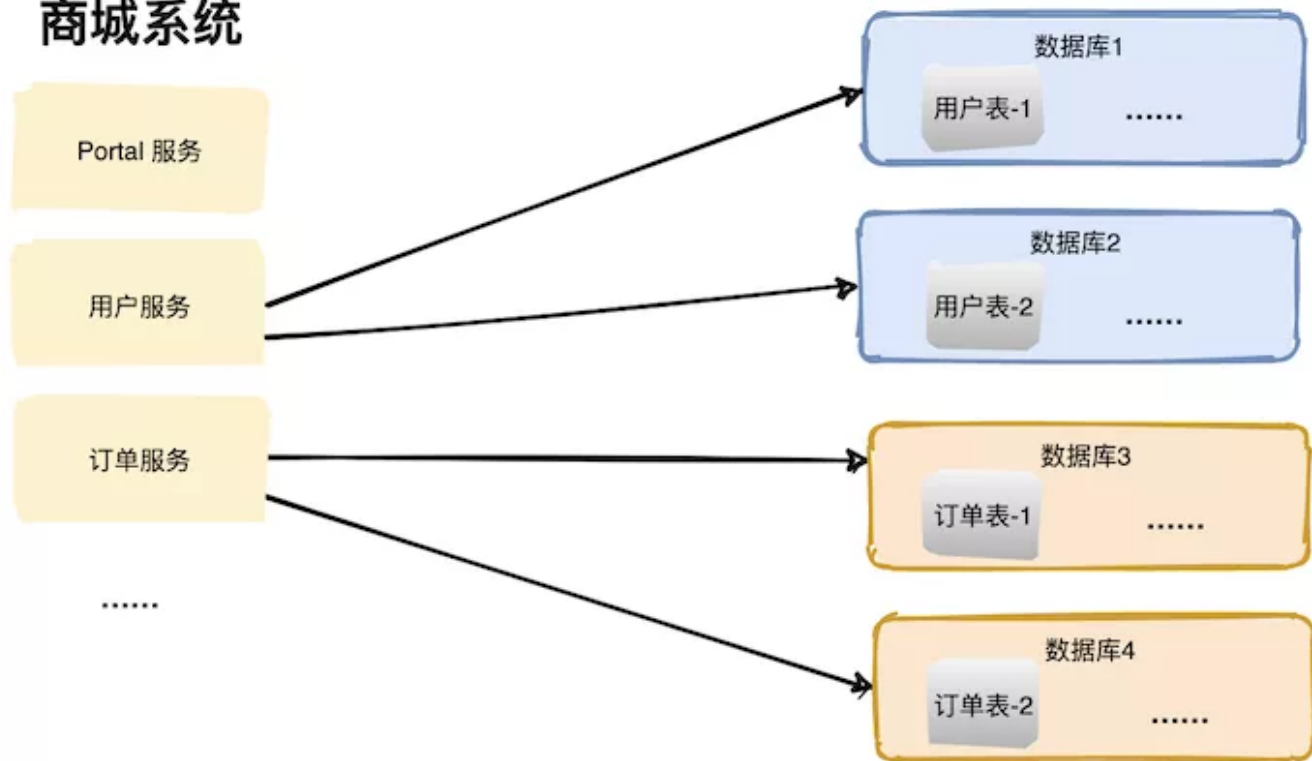 商城系统
Portal 服务
用户服务
订单服务
......
数据库1
用户表-1
......
数据库2
用户表-2
......
数据库3
订单表-1
......
数据库4
订单表-2
......